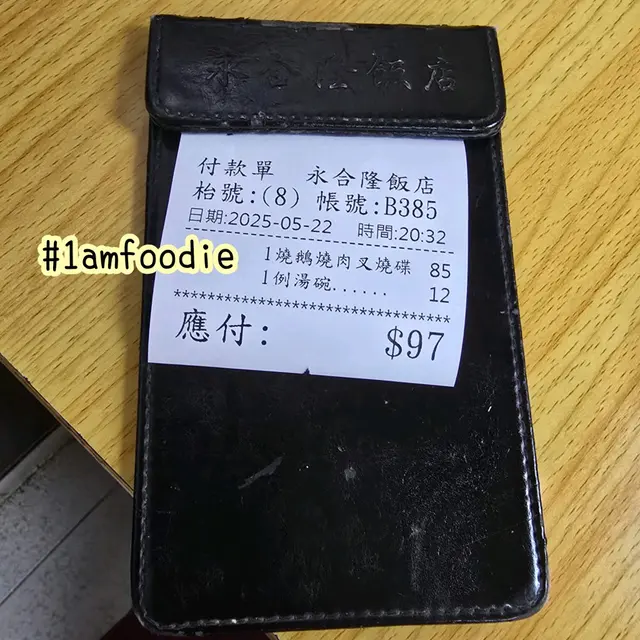 永合隆飯店
付款單 永合隆飯店
枱號:(8) 帳號:B385
日期:2025-05-22 時間:20:32
1燒鵝燒肉叉燒碟 85
1例湯碗...... 12
**********************************
應付: $97
#1amfoodie